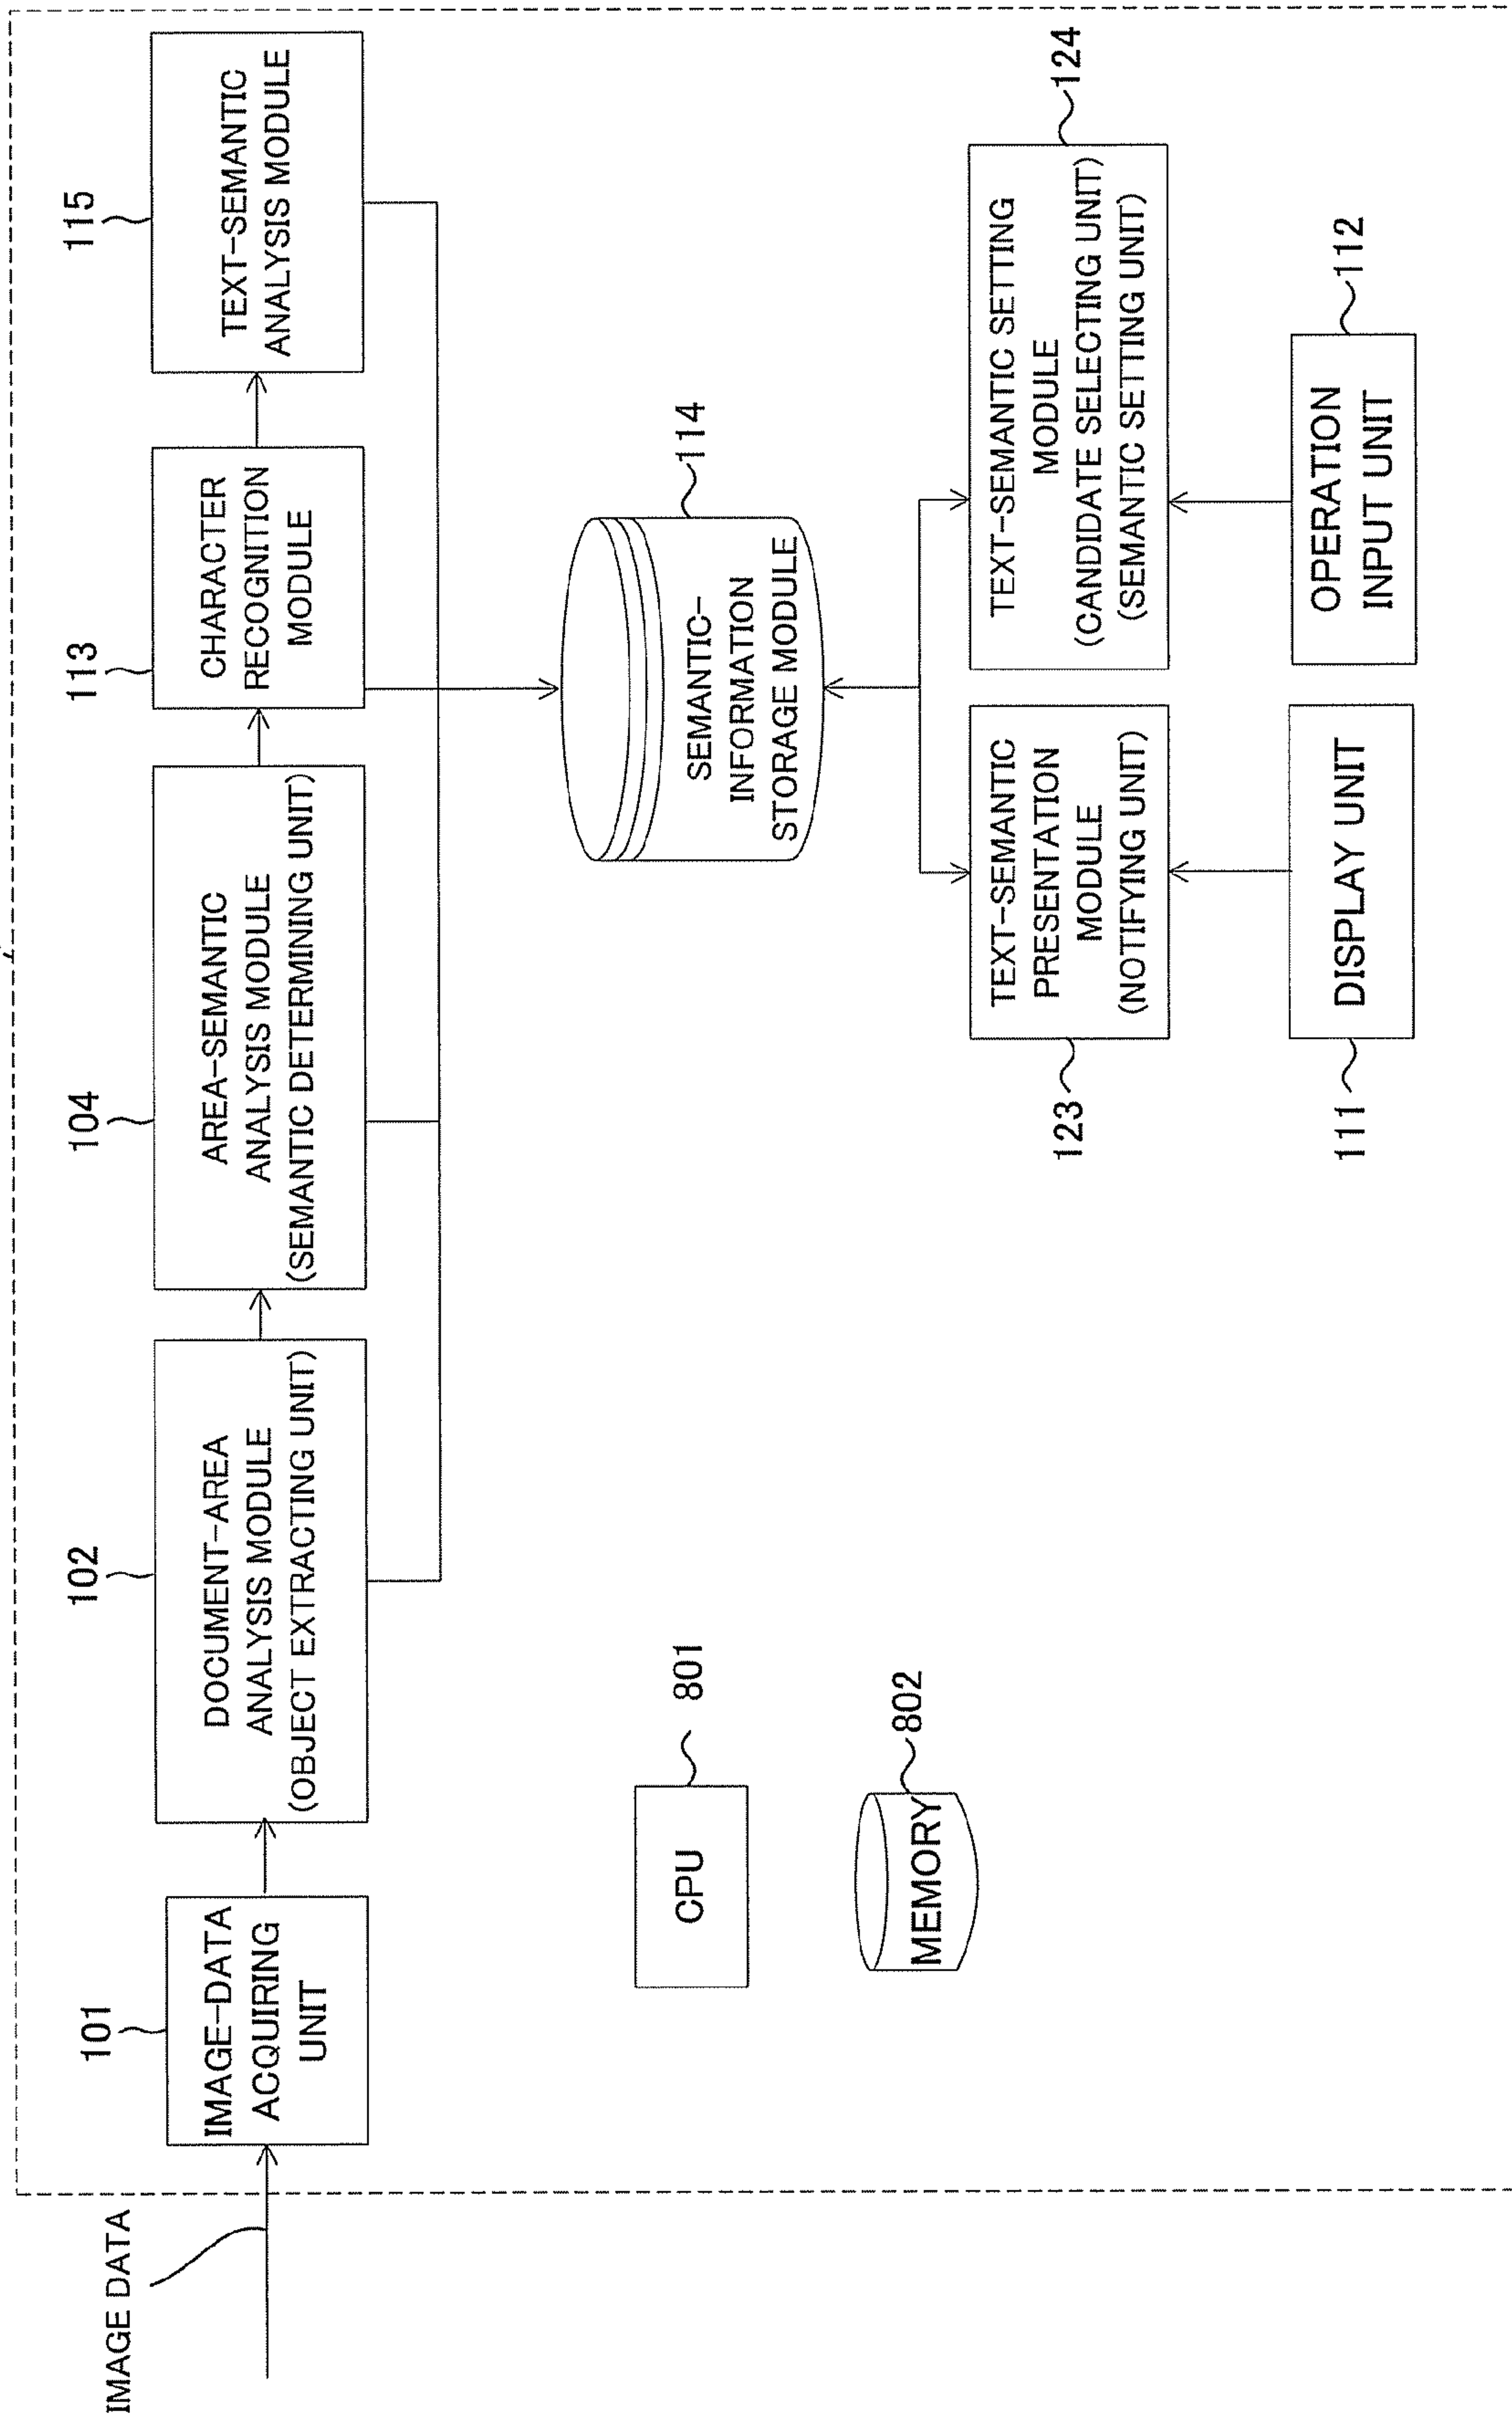 IMAGE DATA
101
IMAGE-DATA
ACQUIRING
UNIT
102
DOCUMENT-AREA
ANALYSIS MODULE
(OBJECT EXTRACTING UNIT)
104
AREA-SEMANTIC
ANALYSIS MODULE
(SEMANTIC DETERMINING UNIT)
113
CHARACTER
RECOGNITION
MODULE
115
TEXT-SEMANTIC
ANALYSIS MODULE
CPU
801
MEMORY
802
114
SEMANTIC-
INFORMATION
STORAGE MODULE
123
TEXT-SEMANTIC
PRESENTATION
MODULE
(NOTIFYING UNIT)
124
TEXT-SEMANTIC SETTING
MODULE
(CANDIDATE SELECTING UNIT)
(SEMANTIC SETTING UNIT)
111
DISPLAY UNIT
112
OPERATION
INPUT UNIT